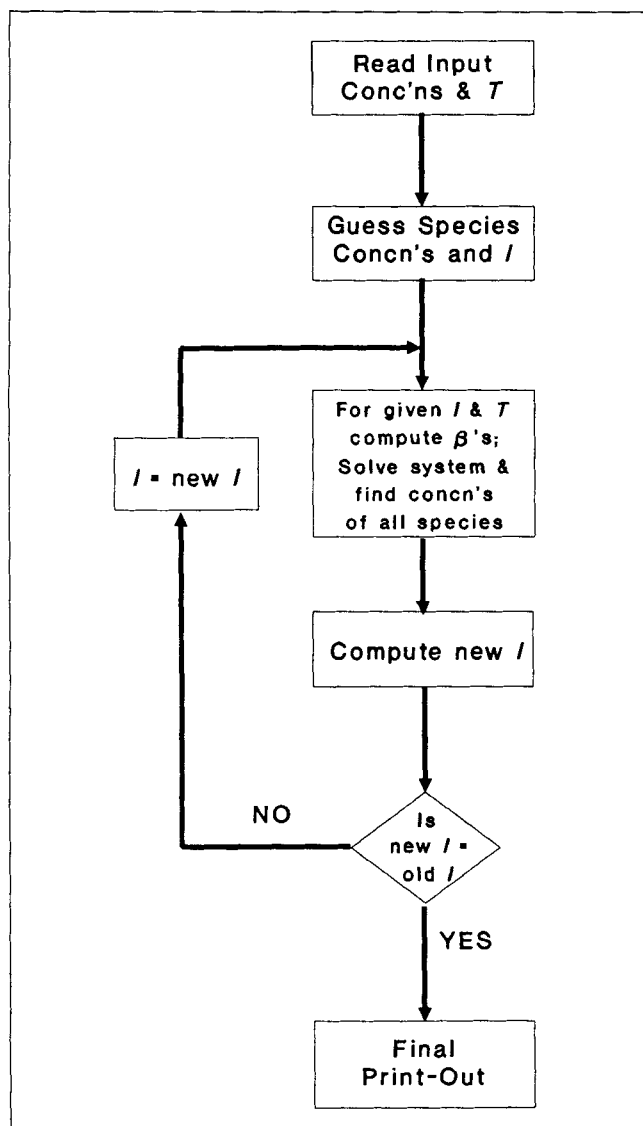 Read Input
Conc'ns & T
Guess Species
Concn's and I
For given I & T
compute β's;
Solve system &
find concn's
of all species
I = new I
Compute new I
NO
Is
new I =
old I
YES
Final
Print-Out